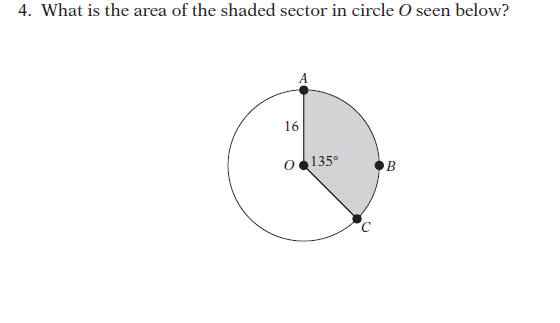 4. What is the area of the shaded sector in circle O seen below?
A
16
O 135°
B
C